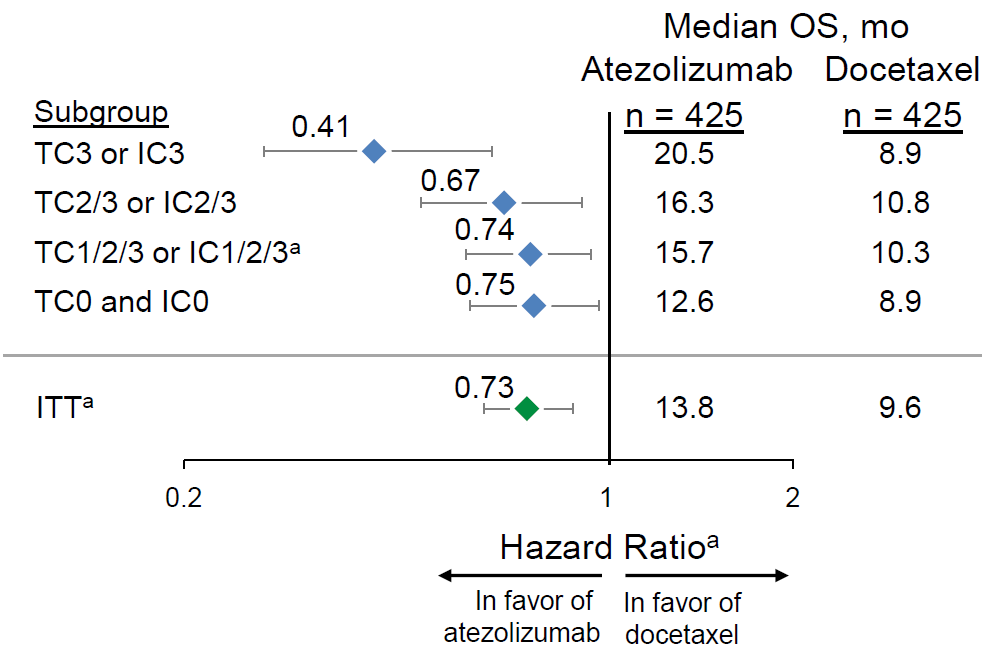 Median OS, mo
Atezolizumab Docetaxel
Subgroup n = 425 n = 425
0.41
TC3 or IC3 20.5 8.9
0.67
TC2/3 or IC2/3 16.3 10.8
0.74
TC1/2/3 or IC1/2/3ᵃ 15.7 10.3
0.75
TC0 and IC0 12.6 8.9
0.73
ITTᵃ 13.8 9.6
0.2 1 2
Hazard Ratioᵃ
In favor of In favor of
atezolizumab docetaxel